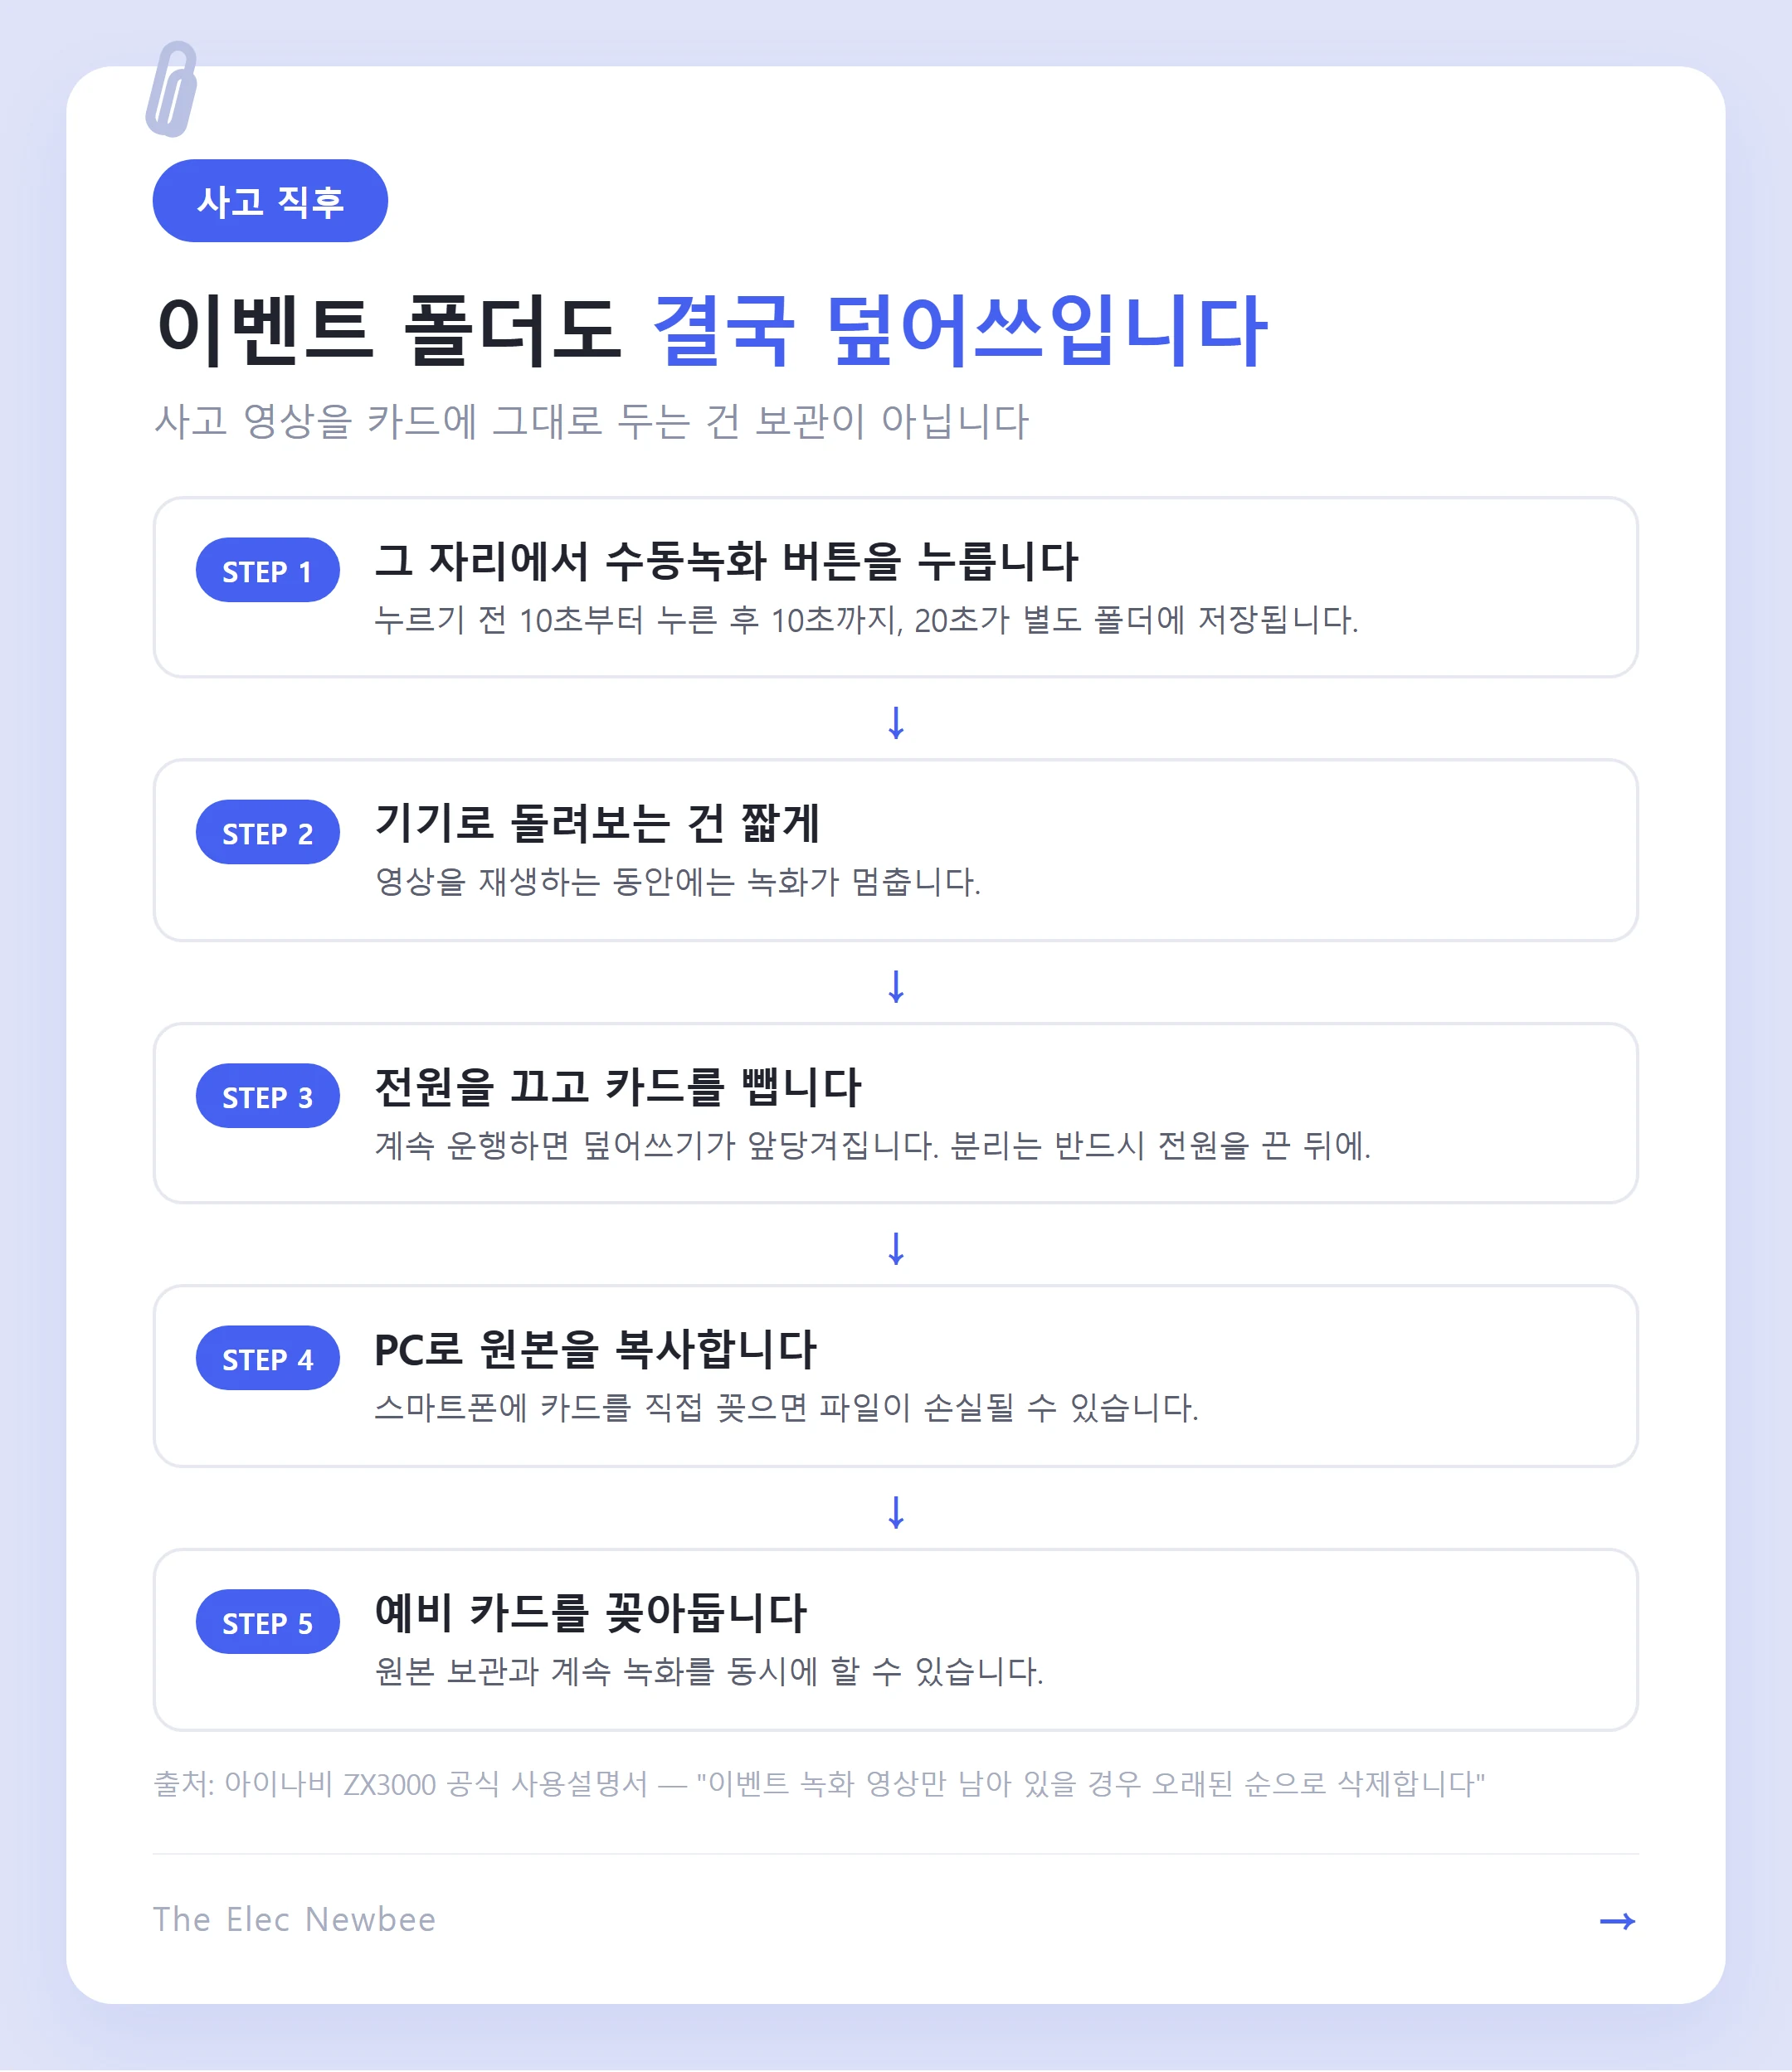 사고 직후
이벤트 폴더도 결국 덮어쓰입니다
사고 영상을 카드에 그대로 두는 건 보관이 아닙니다
STEP 1
그 자리에서 수동녹화 버튼을 누릅니다
누르기 전 10초부터 누른 후 10초까지, 20초가 별도 폴더에 저장됩니다.
↓
STEP 2
기기로 돌려보는 건 짧게
영상을 재생하는 동안에는 녹화가 멈춥니다.
↓
STEP 3
전원을 끄고 카드를 뺍니다
계속 운행하면 덮어쓰기가 앞당겨집니다. 분리는 반드시 전원을 끈 뒤에.
↓
STEP 4
PC로 원본을 복사합니다
스마트폰에 카드를 직접 꽂으면 파일이 손실될 수 있습니다.
↓
STEP 5
예비 카드를 꽂아둡니다
원본 보관과 계속 녹화를 동시에 할 수 있습니다.
출처: 아이나비 ZX3000 공식 사용설명서 — "이벤트 녹화 영상만 남아 있을 경우 오래된 순으로 삭제합니다"
The Elec Newbee →